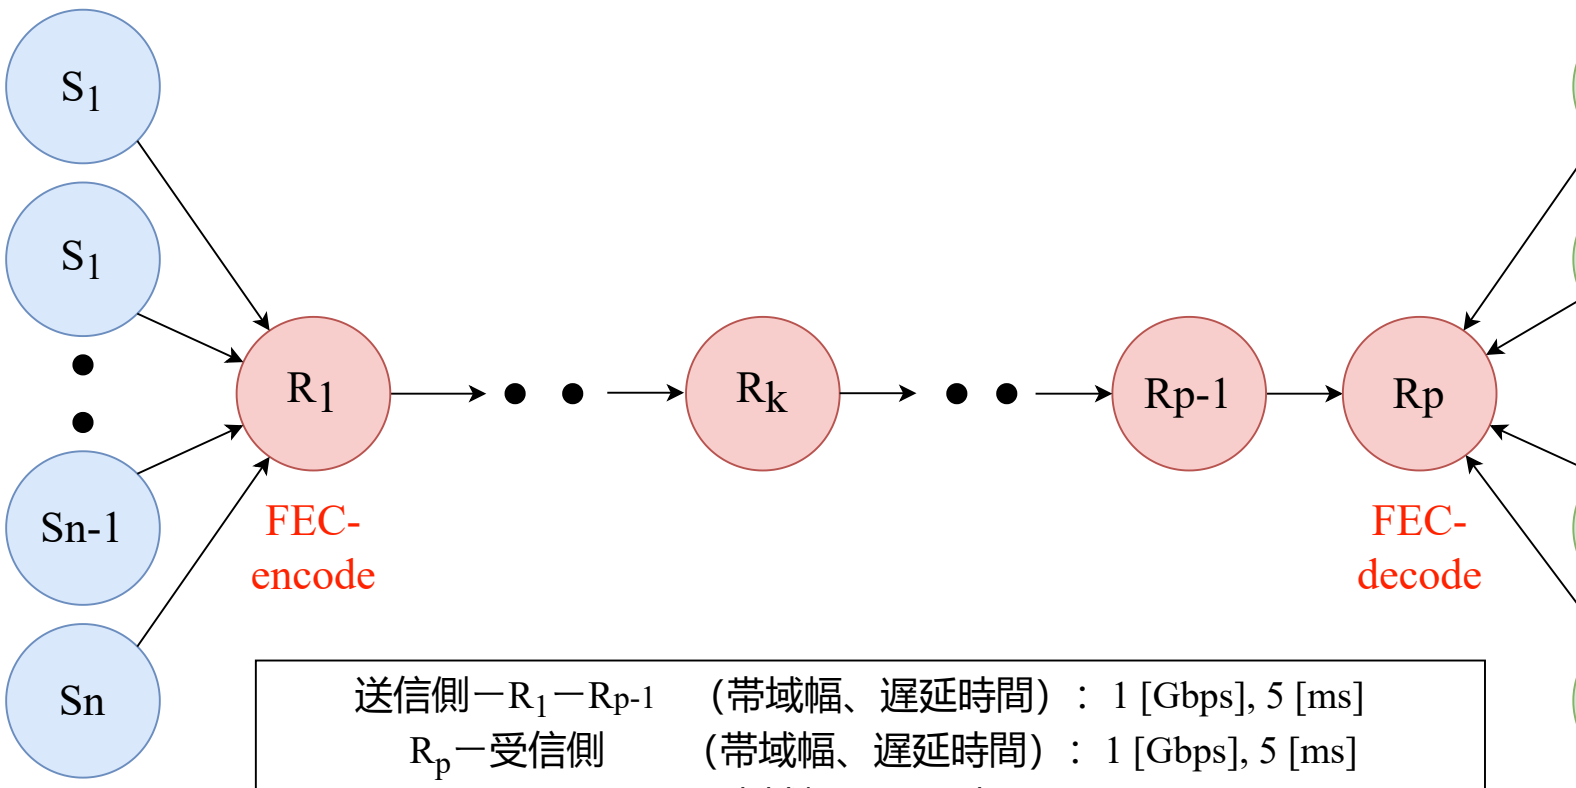 S1
S1
Sn-1
Sn
R1
Rk
Rp-1
Rp
FEC-
encode
FEC-
decode
送信側ーR1ーRp-1 （帯域幅、遅延時間）: 1 [Gbps], 5 [ms]
Rpー受信側 （帯域幅、遅延時間）: 1 [Gbps], 5 [ms]